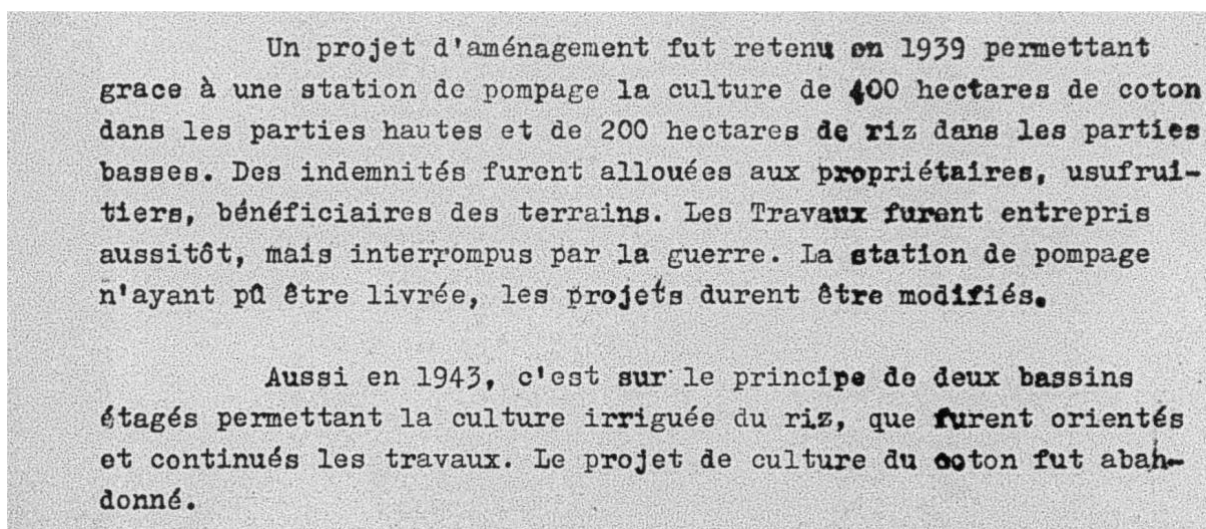 Un projet d'aménagement fut retenu en 1939 permettant
grace à une station de pompage la culture de 400 hectares de coton
dans les parties hautes et de 200 hectares de riz dans les parties
basses. Des indemnités furent allouées aux propriétaires, usufrui-
tiers, bénéficiaires des terrains. Les Travaux furent entrepris
aussitôt, mais interrompus par la guerre. La station de pompage
n'ayant pû être livrée, les projets durent être modifiés.
Aussi en 1943, c'est sur le principe de deux bassins
étagés permettant la culture irriguée du riz, que furent orientés
et continués les travaux. Le projet de culture du coton fut aban-
donné.